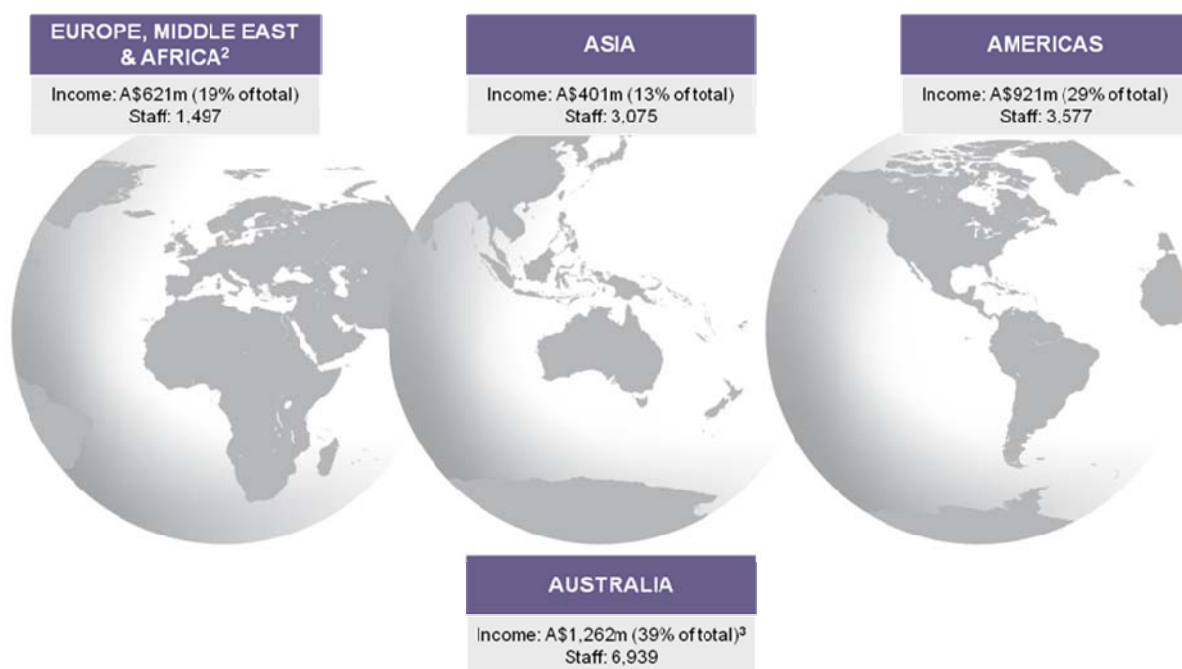 EUROPE, MIDDLE EAST
& AFRICA²
Income: A$621m (19% of total)
Staff: 1,497
ASIA
Income: A$401m (13% of total)
Staff: 3,075
AMERICAS
Income: A$921m (29% of total)
Staff: 3,577
AUSTRALIA
Income: A$1,262m (39% of total)³
Staff: 6,939